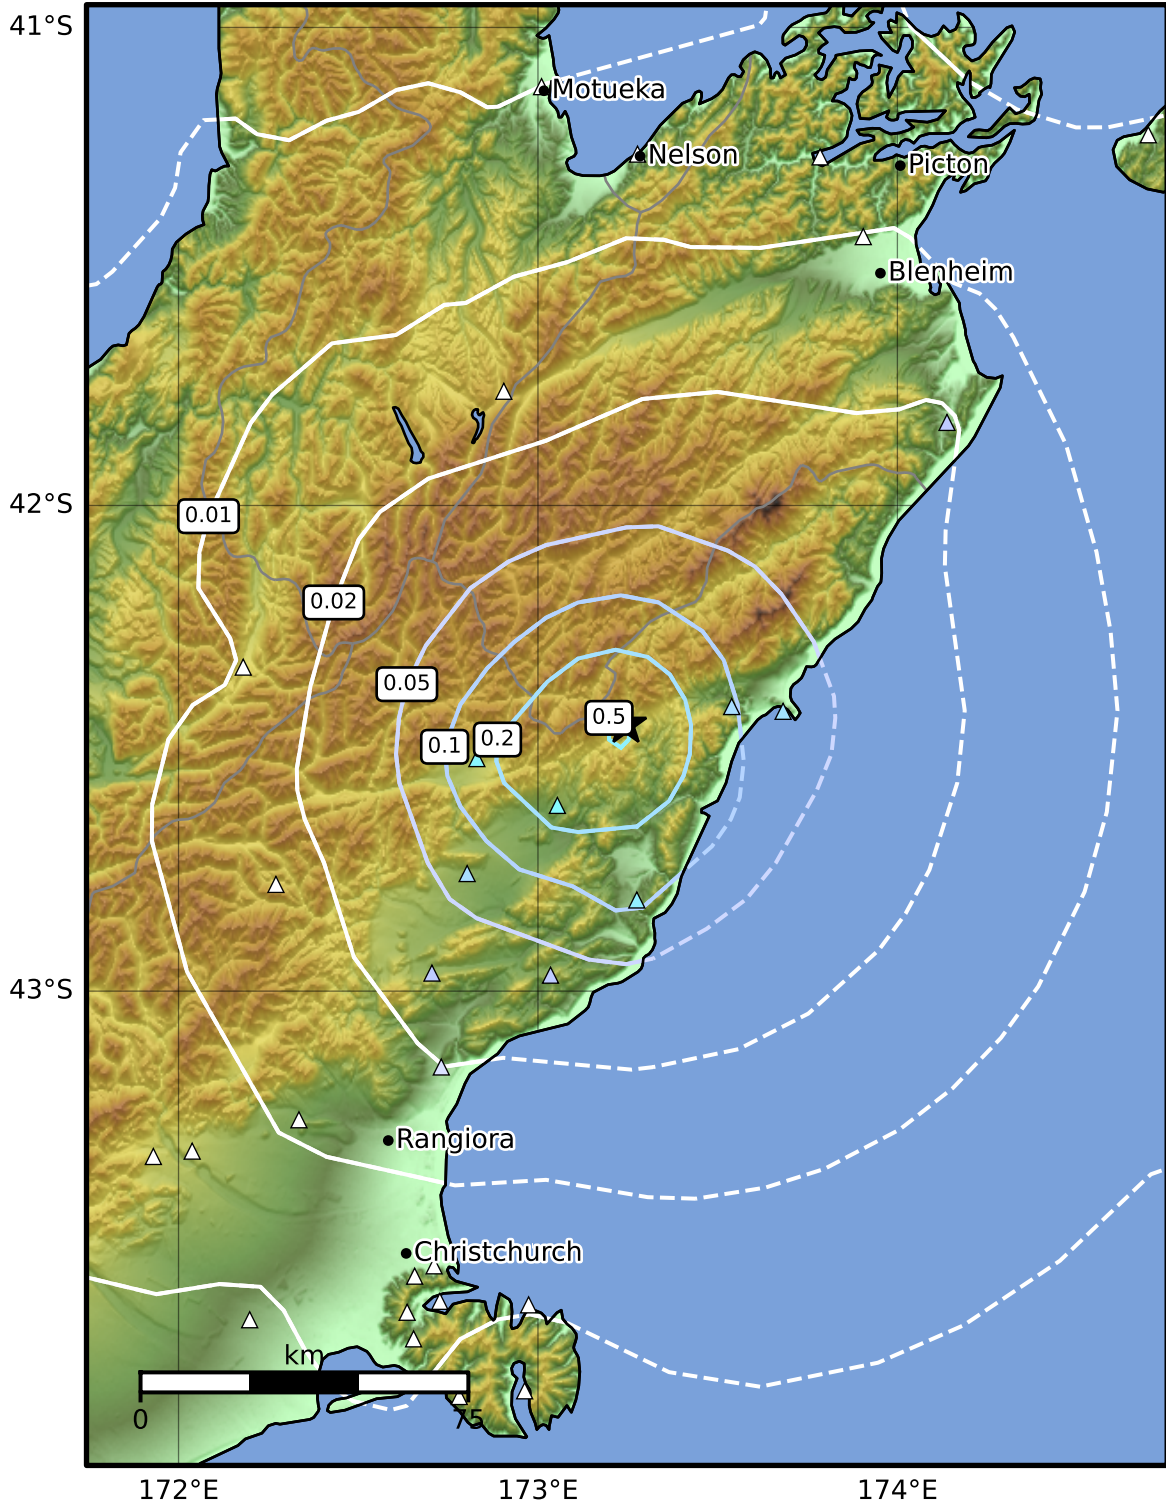 41°S
Motueka
Nelson
Picton
Blenheim
42°S
0.01
0.02
0.05
0.5
0.1
0.2
43°S
Rangiora
Christchurch
km
0
75
172°E
173°E
174°E